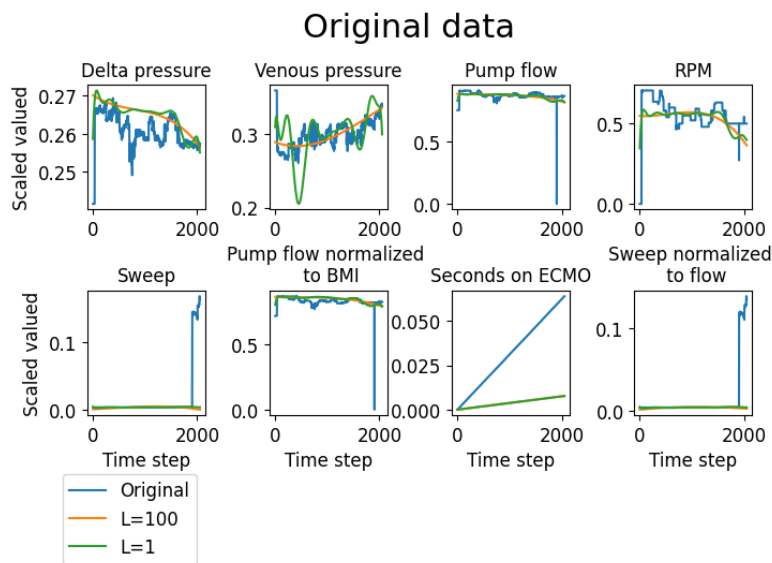 Original data
Delta pressure
Venous pressure
Pump flow
RPM
Scaled valued
0.27
0.26
0.25
0.3
0.2
0.5
0.0
0.5
0.0
0 2000
0 2000
0 2000
0 2000
Sweep
Pump flow normalized
to BMI
Seconds on ECMO
Sweep normalized
to flow
Scaled valued
0.1
0.0
0.5
0.0
0.050
0.025
0.000
0.1
0.0
0 2000
0 2000
0 2000
0 2000
Time step
Time step
Time step
Time step
Original
L=100
L=1